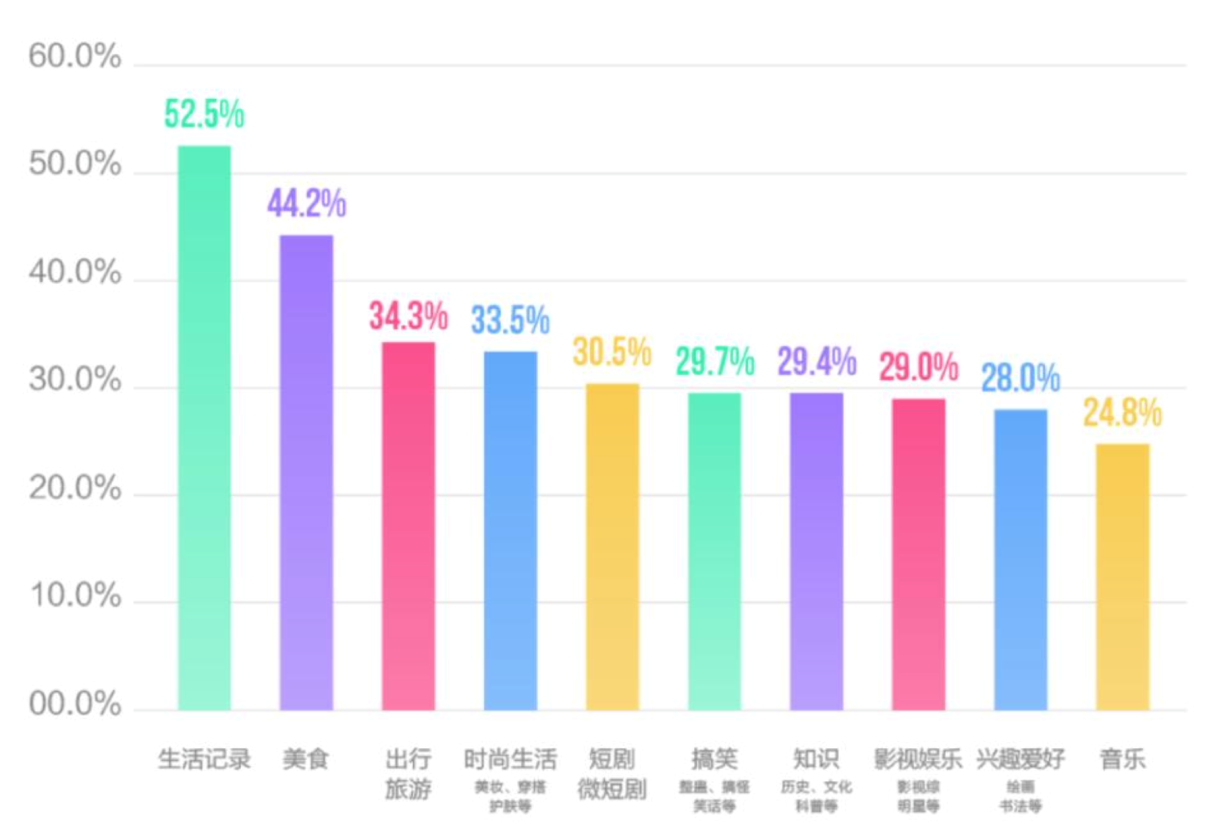 60.0%
50.0%
40.0%
30.0%
20.0%
10.0%
00.0%
52.5%
44.2%
34.3%
33.5%
30.5%
29.7%
29.4%
29.0%
28.0%
24.8%
生活记录
美食
出行
旅游
时尚生活
美妆、穿搭
护肤等
短剧
微短剧
搞笑
整蛊、搞怪
笑话等
知识
历史、文化
科普等
影视娱乐
影视综
明星等
兴趣爱好
绘画
书法等
音乐